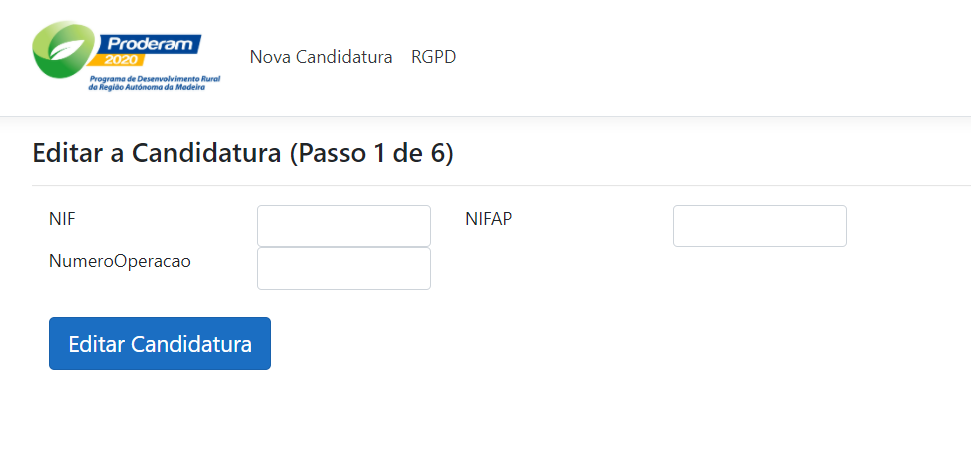 Proderam
2020
Programa de Desenvolvimento Rural
da Região Autónoma da Madeira
Nova Candidatura RGPD
Editar a Candidatura (Passo 1 de 6)
NIF NIFAP
NumeroOperacao
Editar Candidatura